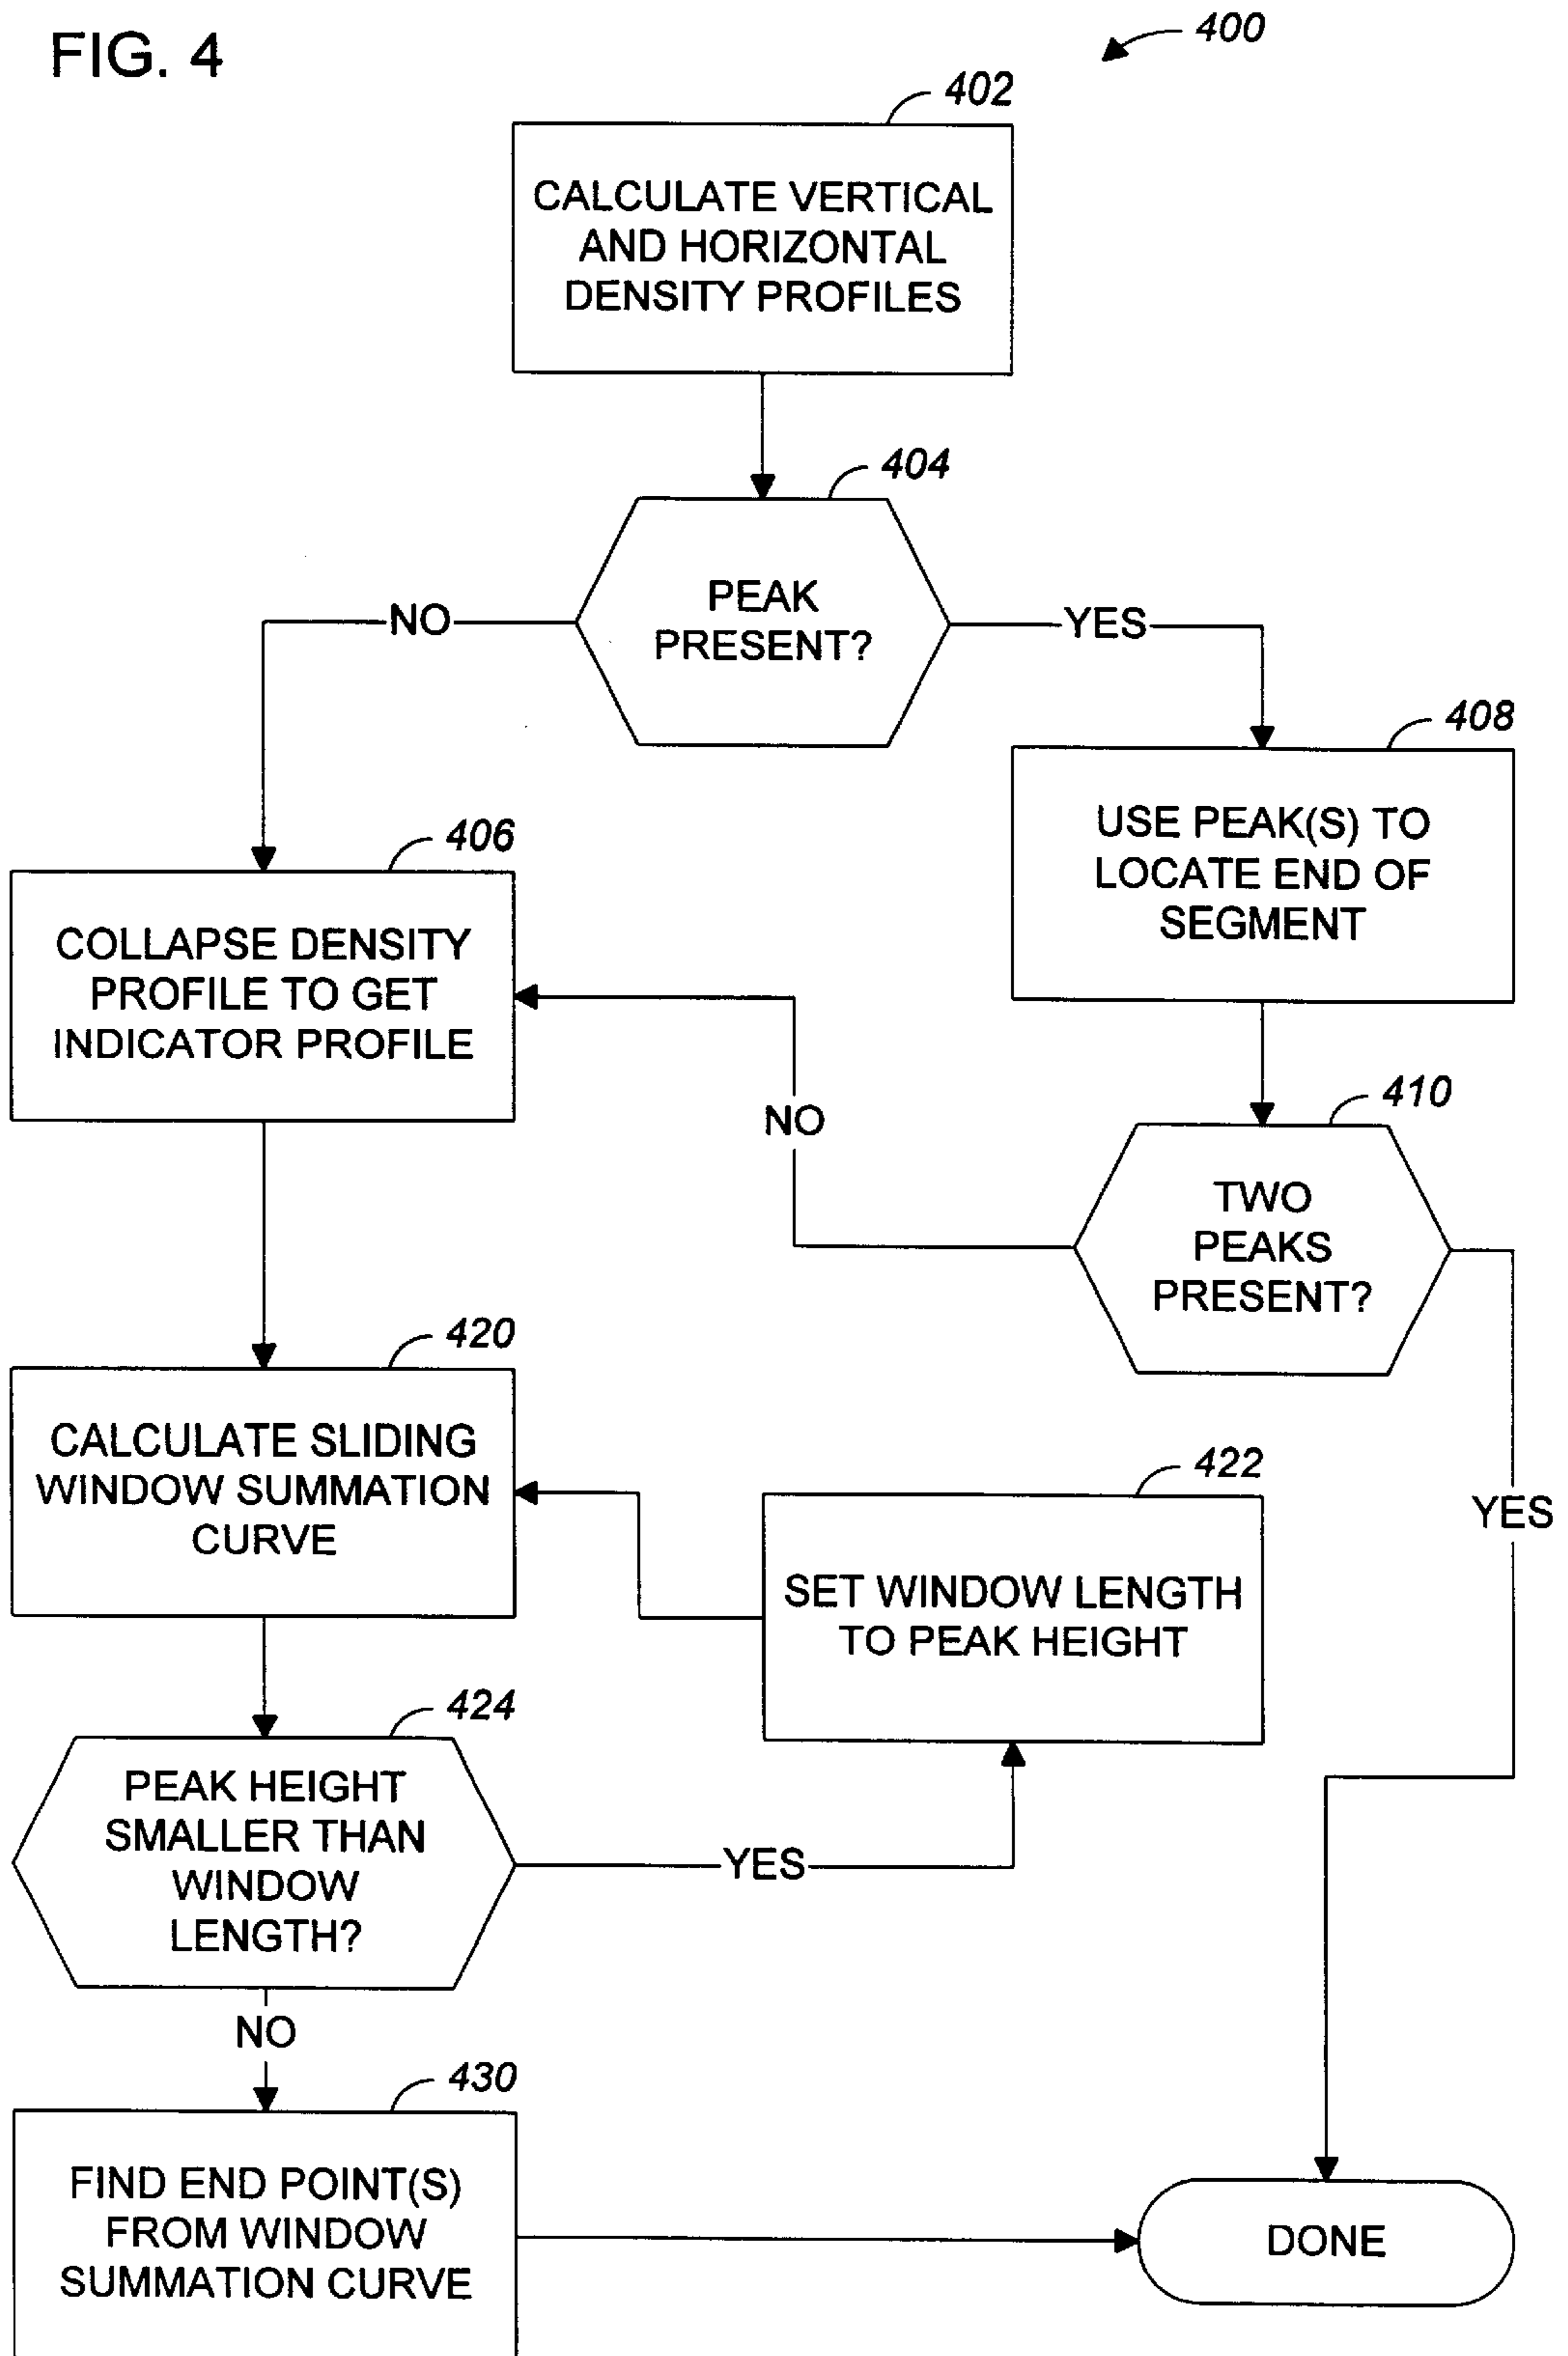 FIG. 4
400
402
CALCULATE VERTICAL
AND HORIZONTAL
DENSITY PROFILES
404
PEAK
PRESENT?
NO
YES
408
USE PEAK(S) TO
LOCATE END OF
SEGMENT
406
COLLAPSE DENSITY
PROFILE TO GET
INDICATOR PROFILE
410
TWO
PEAKS
PRESENT?
NO
YES
420
CALCULATE SLIDING
WINDOW SUMMATION
CURVE
422
SET WINDOW LENGTH
TO PEAK HEIGHT
424
PEAK HEIGHT
SMALLER THAN
WINDOW
LENGTH?
YES
NO
430
FIND END POINT(S)
FROM WINDOW
SUMMATION CURVE
DONE